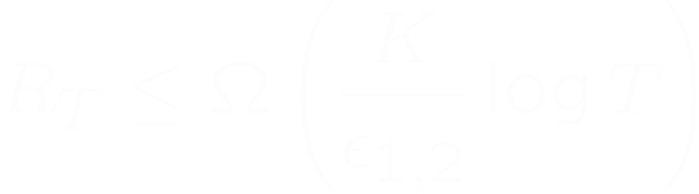 R_T ≤ Ω ( K / ϵ_{1,2} log T )